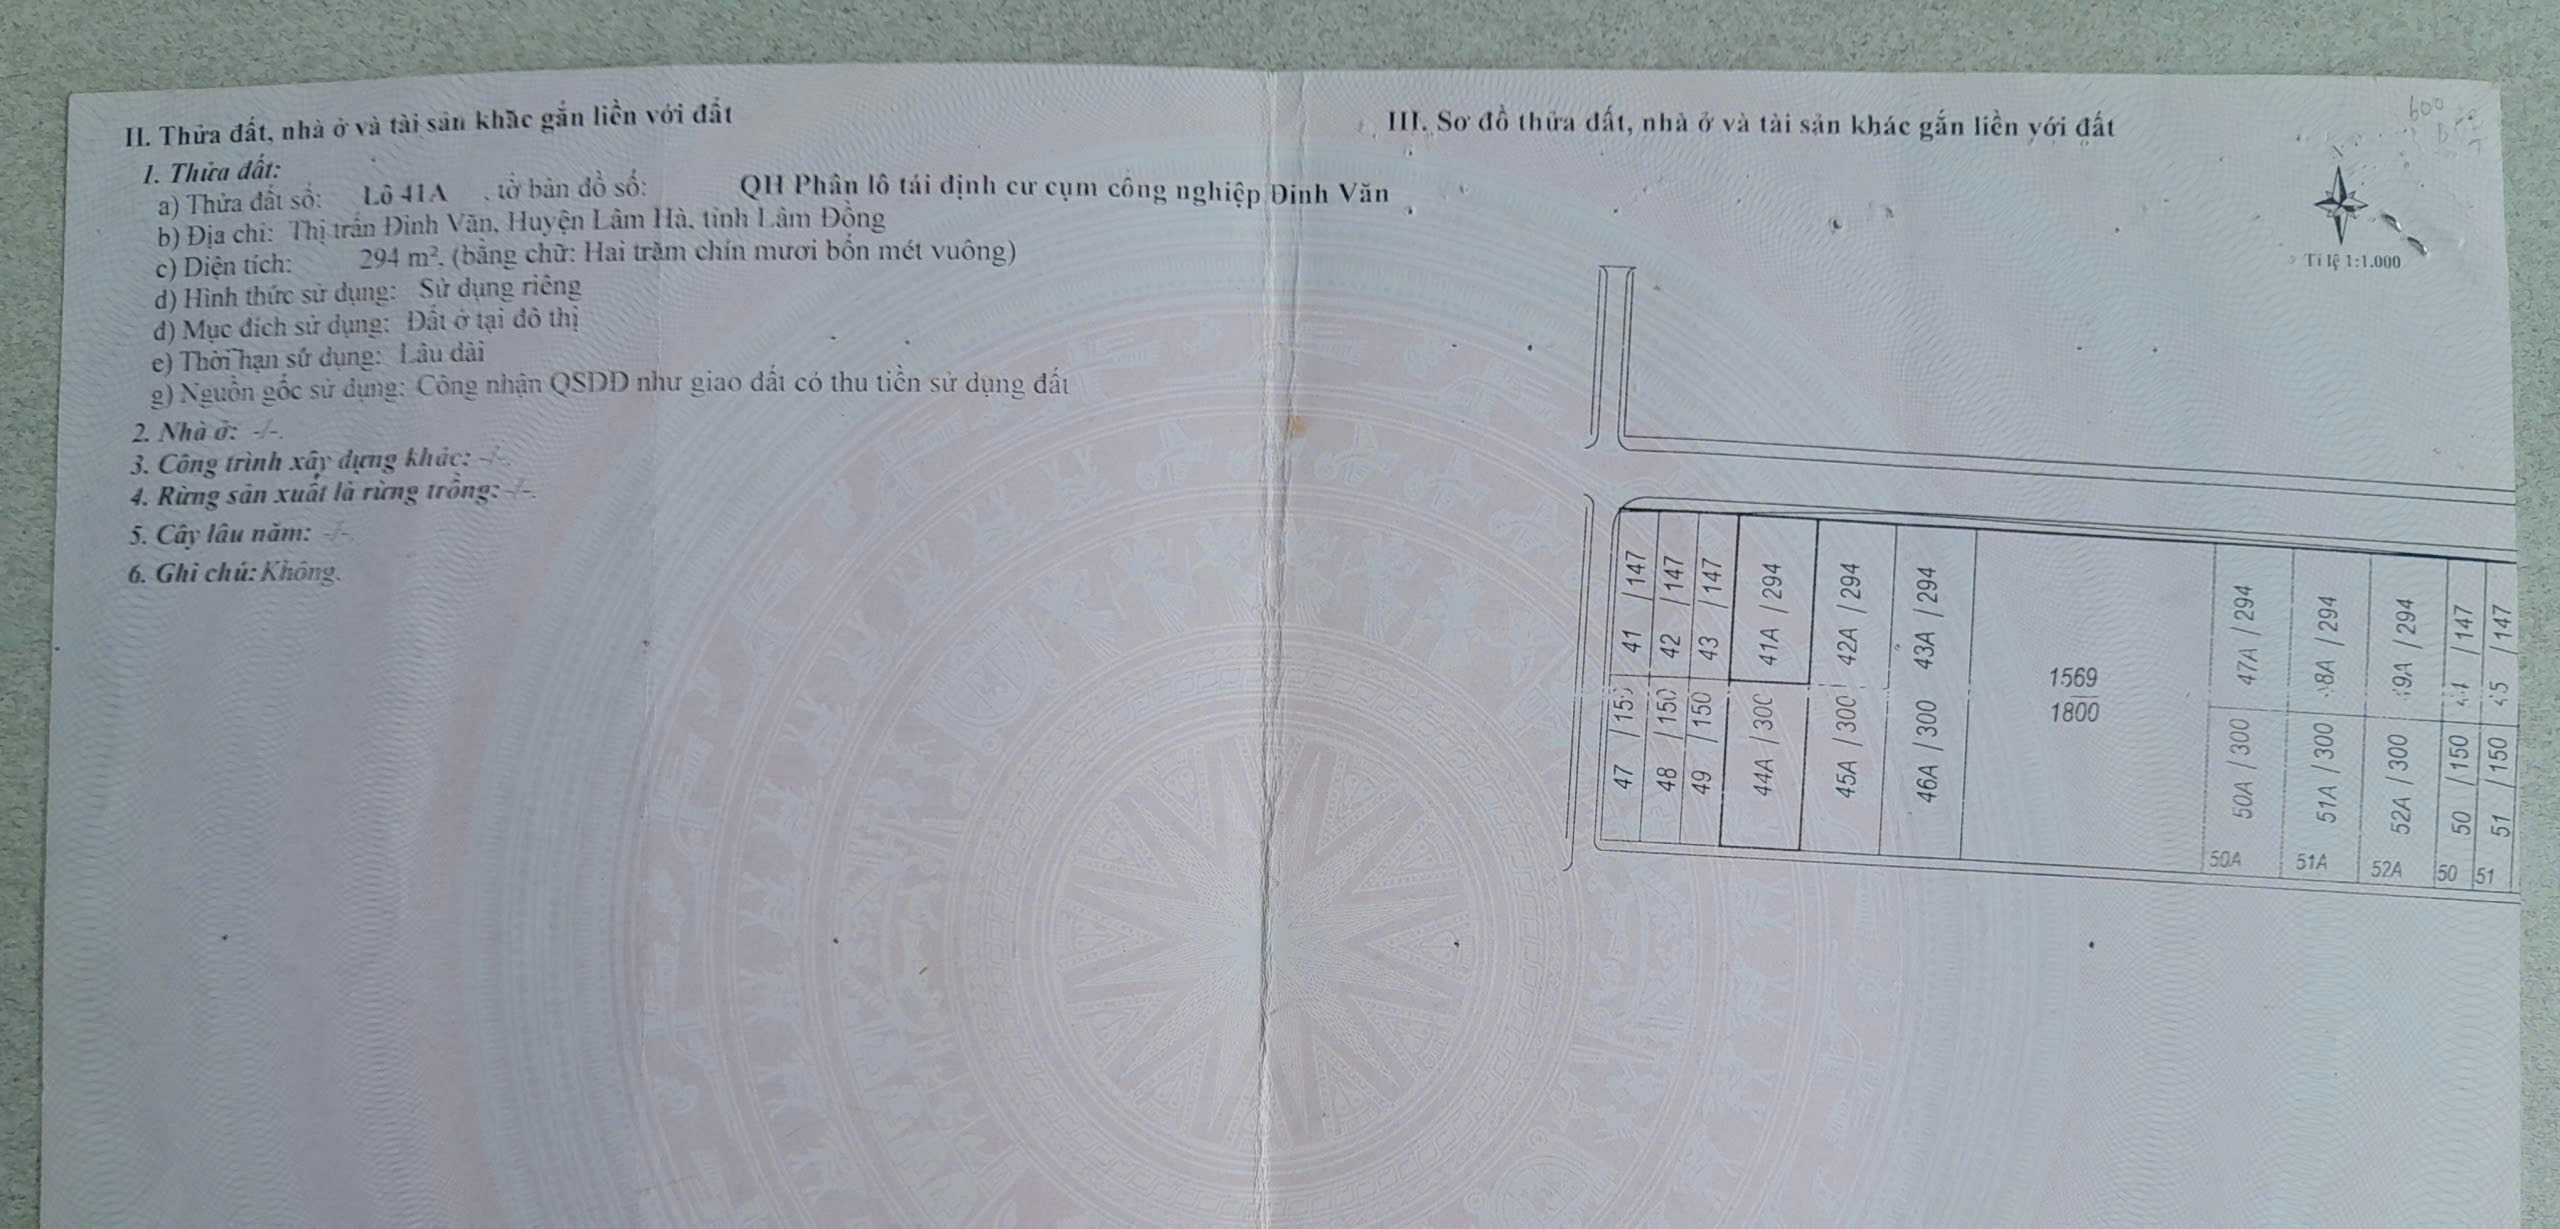 II. Thửa đất, nhà ở và tài sản khác gắn liền với đất
1. Thửa đất:
a) Thửa đất số: Lô 41A , tờ bản đồ số: QH Phân lô tái định cư cụm công nghiệp Đinh Văn
b) Địa chỉ: Thị trấn Đinh Văn, Huyện Lâm Hà, tỉnh Lâm Đồng
c) Diện tích: 294 m². (bằng chữ: Hai trăm chín mươi bốn mét vuông)
d) Hình thức sử dụng: Sử dụng riêng
đ) Mục đích sử dụng: Đất ở tại đô thị
e) Thời hạn sử dụng: Lâu dài
g) Nguồn gốc sử dụng: Công nhận QSDĐ như giao đất có thu tiền sử dụng đất
2. Nhà ở: -/-.
3. Công trình xây dựng khác: -/-.
4. Rừng sản xuất là rừng trồng: -/-.
5. Cây lâu năm: -/-.
6. Ghi chú: Không.
III. Sơ đồ thửa đất, nhà ở và tài sản khác gắn liền với đất
600
N
Tỉ lệ 1:1.000
41 | 147
42 | 147
43 | 147
41A | 294
42A | 294
43A | 294
47A | 294
8A | 294
9A | 294
| 147
5 | 147
47 | 150
48 | 150
49 | 150
44A | 300
45A | 300
46A | 300
1569
1800
50A | 300
51A | 300
52A | 300
50 | 150
51 | 150
50A
51A
52A
50
51